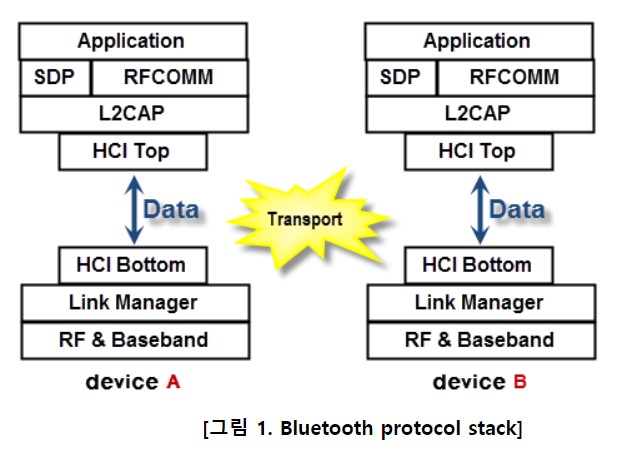 Application
SDP RFCOMM
L2CAP
HCI Top
Data
HCI Bottom
Link Manager
RF & Baseband
device A
Transport
Application
SDP RFCOMM
L2CAP
HCI Top
Data
HCI Bottom
Link Manager
RF & Baseband
device B
[그림 1. Bluetooth protocol stack]